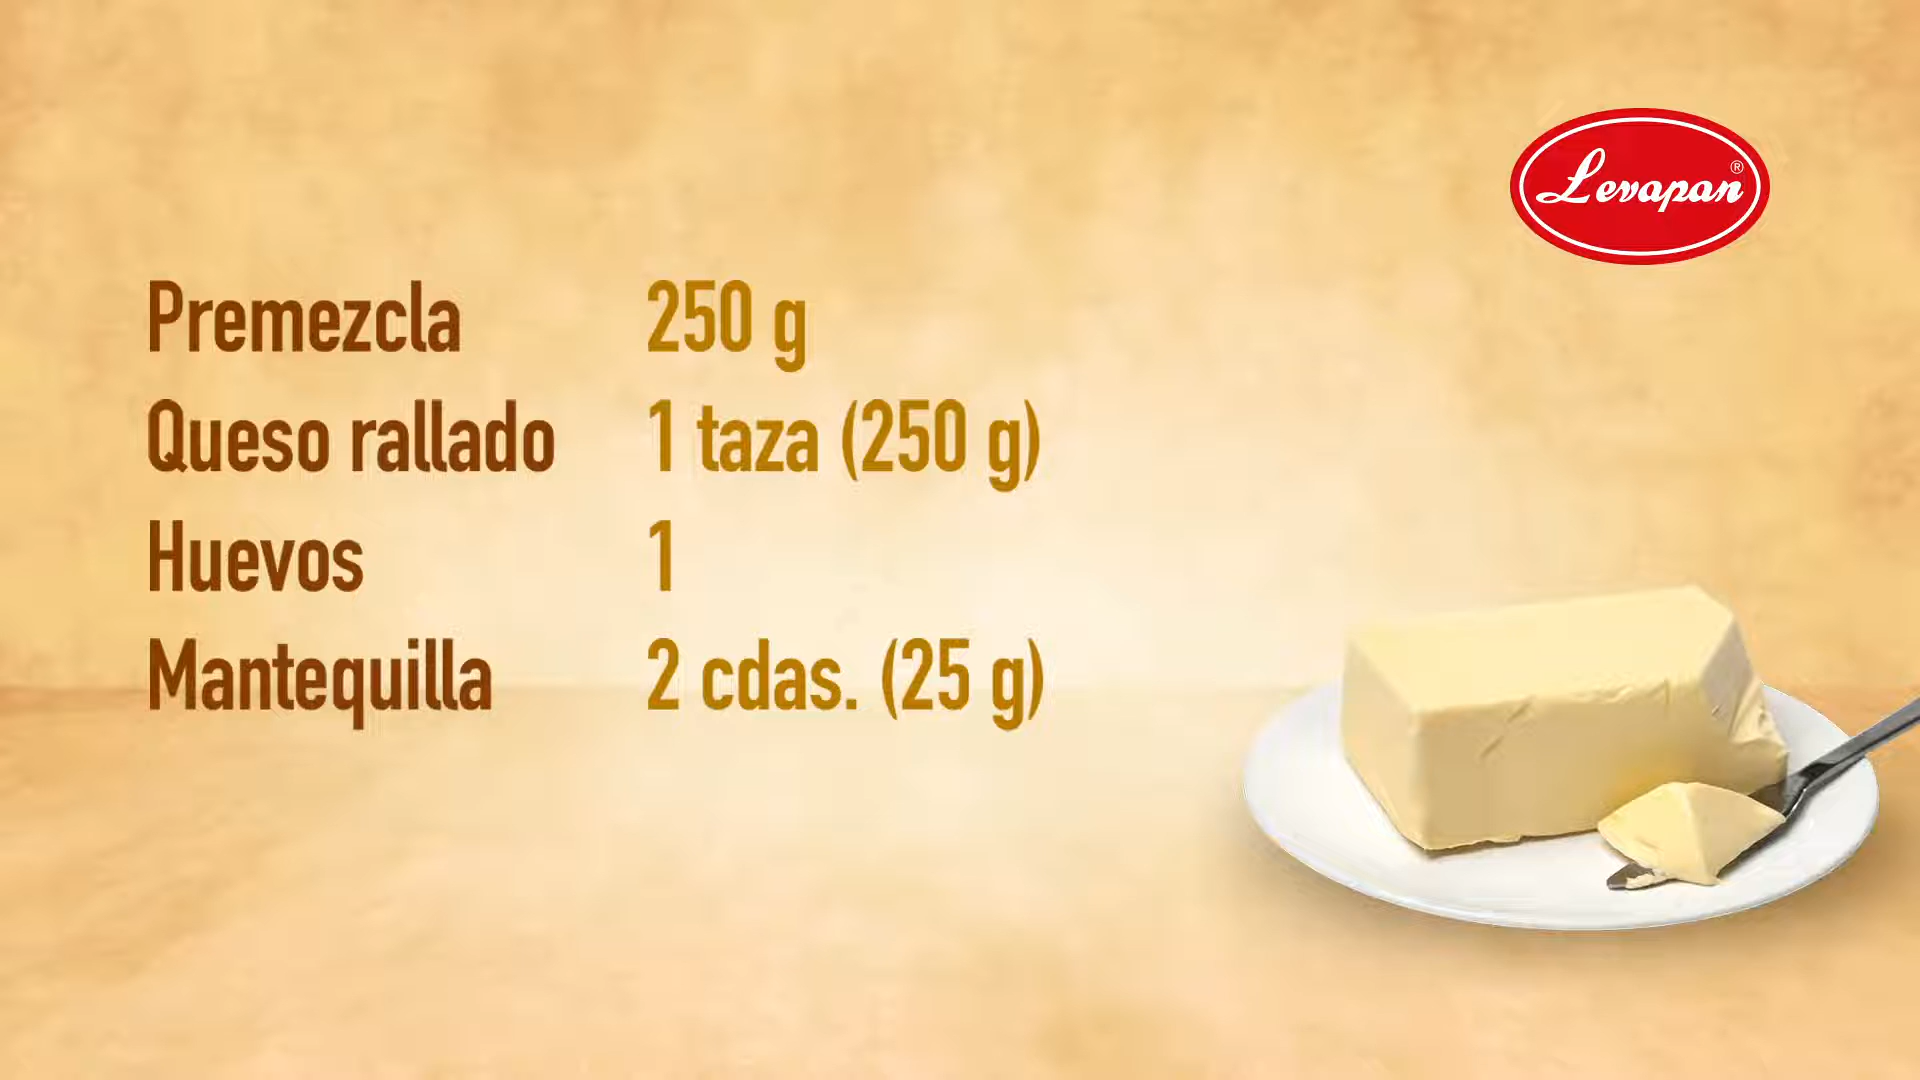 Levapan®
Premezcla 250 g
Queso rallado 1 taza (250 g)
Huevos 1
Mantequilla 2 cdas. (25 g)